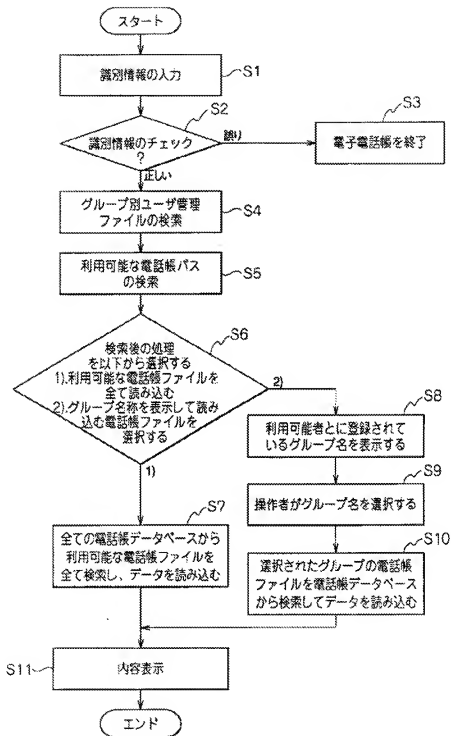 スタート
識別情報の入力
S1
S2
識別情報のチェック
?
誤り
S3
電子電話帳を終了
正しい
グループ別ユーザ管理
ファイルの検索
S4
利用可能な電話帳パス
の検索
S5
S6
検索後の処理
を以下から選択する
1).利用可能な電話帳ファイルを
全て読み込む
2).グループ名称を表示して読み
込む電話帳ファイルを
選択する
2)
1)
S8
利用可能者とに登録されて
いるグループ名を表示する
S9
操作者がグループ名を選択する
S7
全ての電話帳データベースから
利用可能な電話帳ファイルを
全て検索し、データを読み込む
S10
選択されたグループの電話帳
ファイルを電話帳データベース
から検索してデータを読み込む
S11
内容表示
エンド